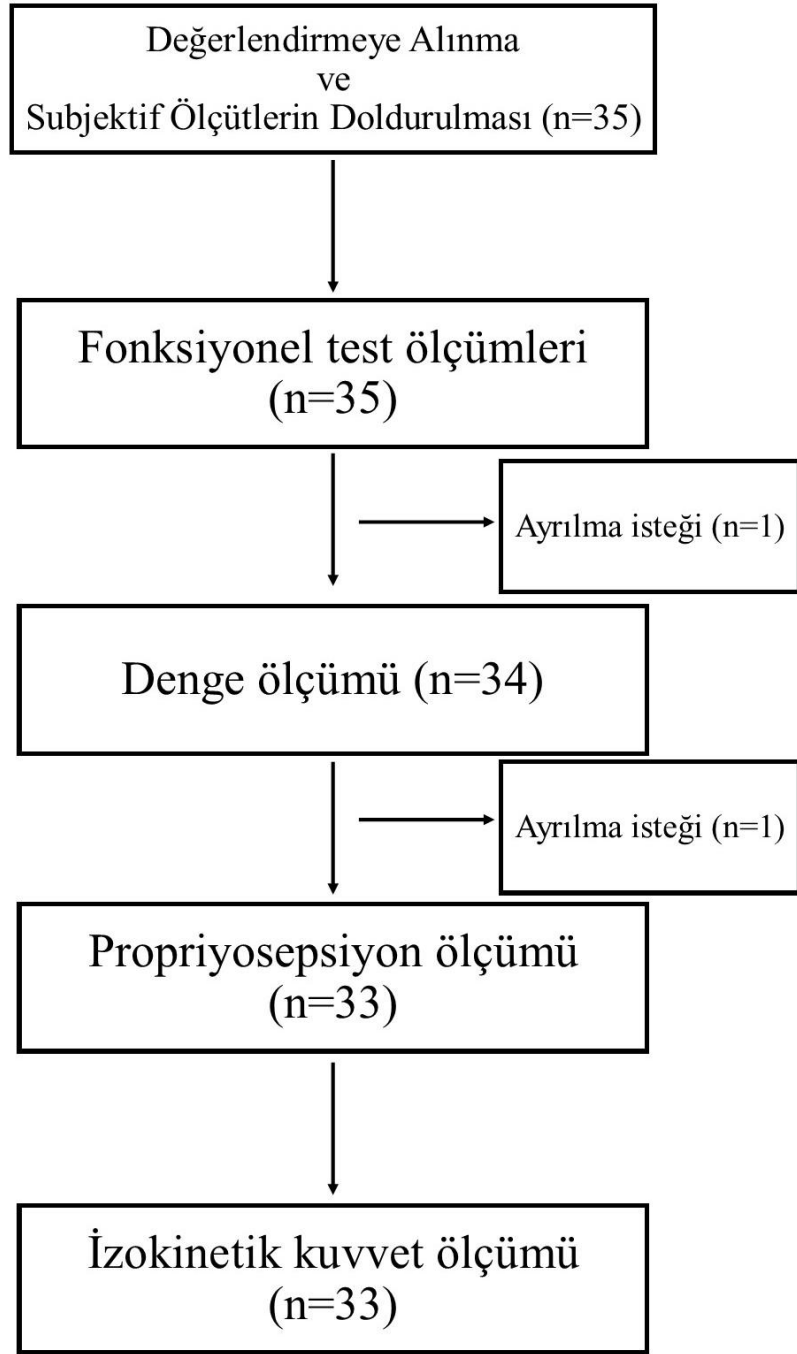 Değerlendirmeye Alınma
ve
Subjektif Ölçütlerin Doldurulması (n=35)
Fonksiyonel test ölçümleri
(n=35)
Ayrılma isteği (n=1)
Denge ölçümü (n=34)
Ayrılma isteği (n=1)
Propriyosepsiyon ölçümü
(n=33)
İzokinetik kuvvet ölçümü
(n=33)